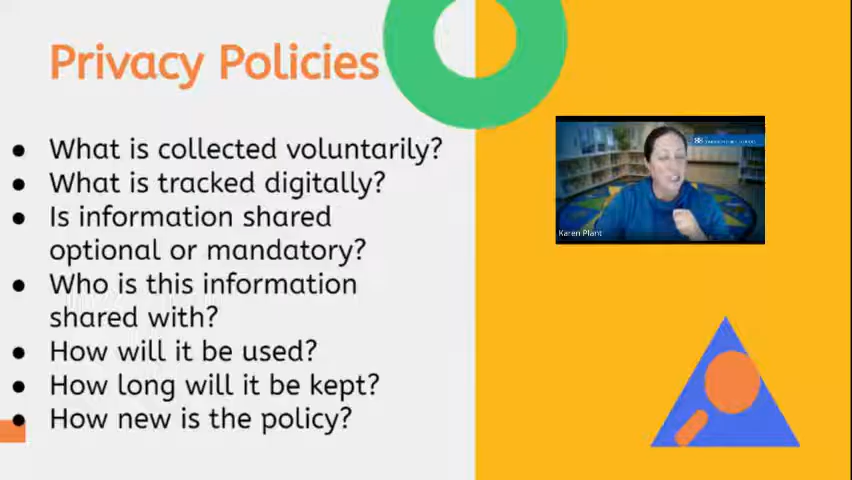 Privacy Policies
● What is collected voluntarily?
● What is tracked digitally?
● Is information shared
optional or mandatory?
● Who is this information
shared with?
● How will it be used?
● How long will it be kept?
● How new is the policy?
Karen Plant